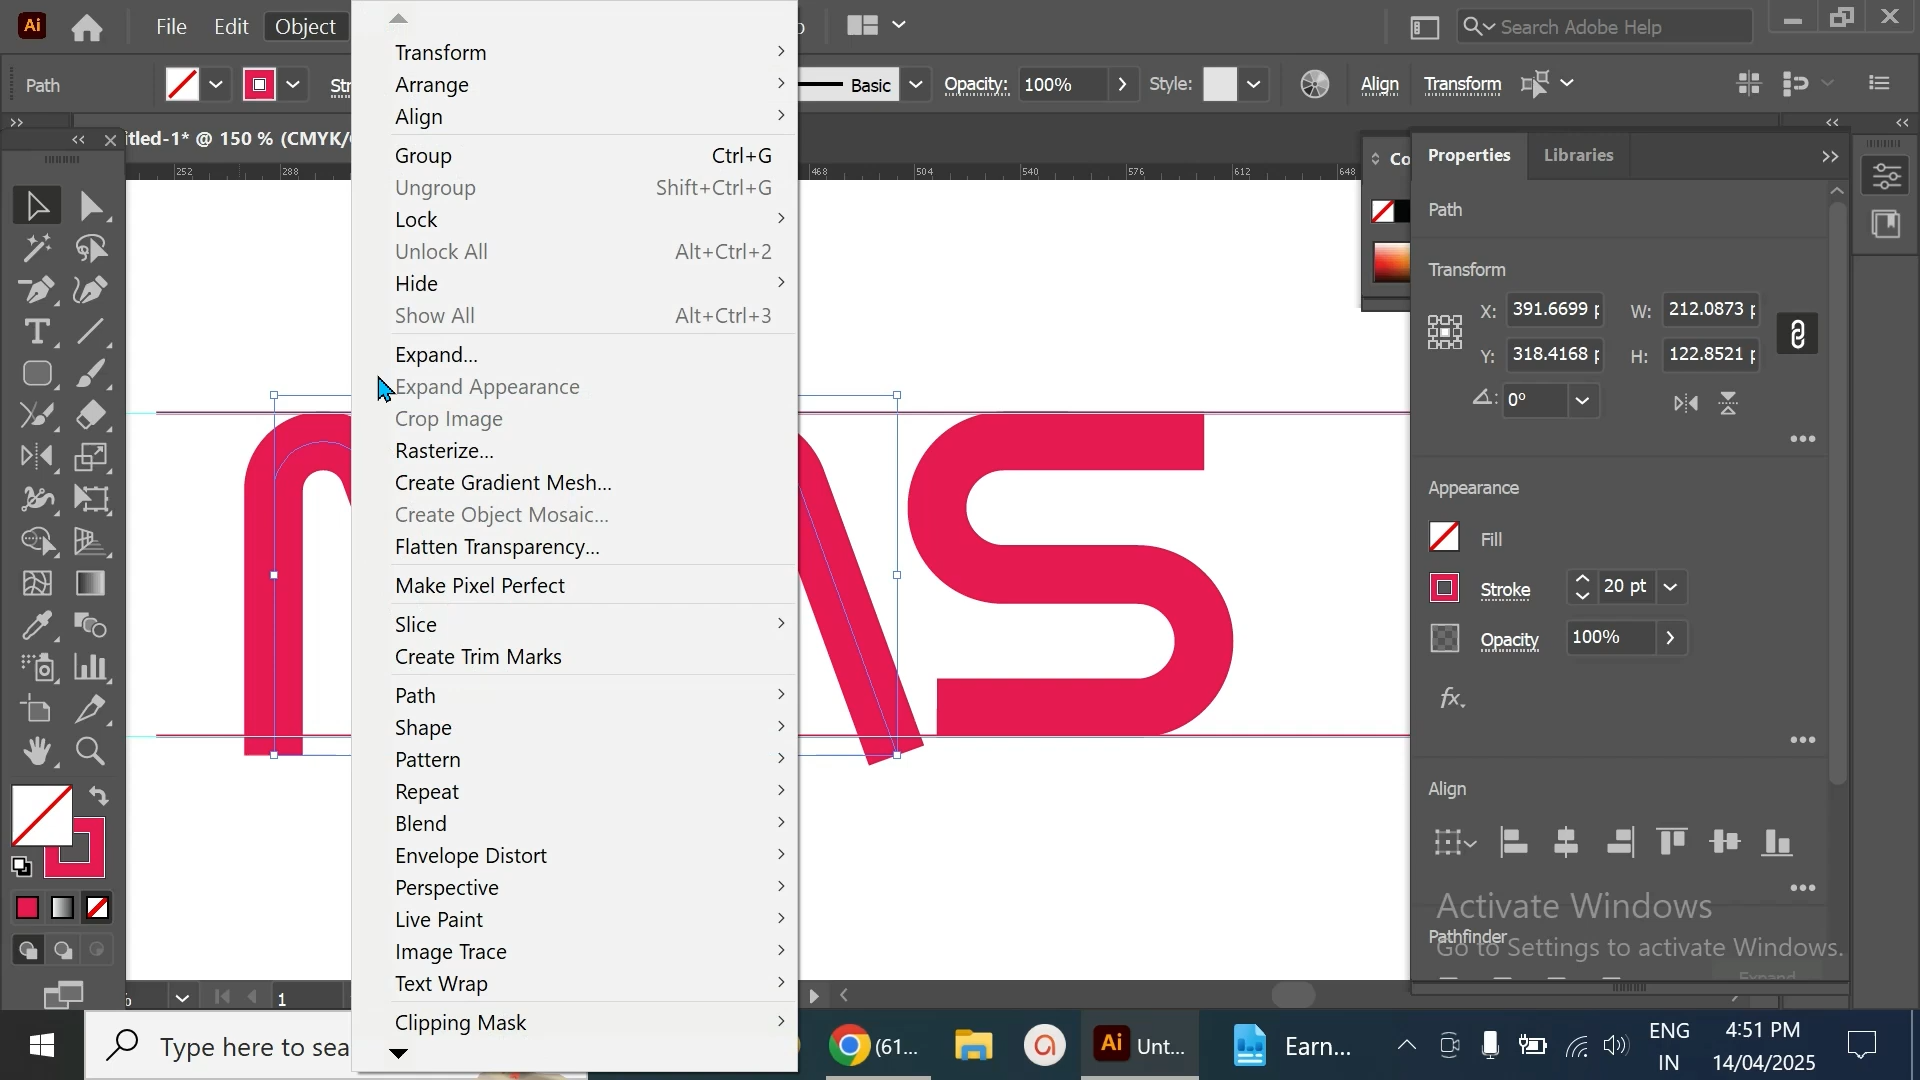 Ai File Edit Object Search Adobe Help
Path Str Basic Opacity: 100% Style: Align Transform
itled-1* @ 150 % (CMYK/
252 288 468 504 540 576 612 648
Transform
Arrange
Align
Group Ctrl+G
Ungroup Shift+Ctrl+G
Lock
Unlock All Alt+Ctrl+2
Hide
Show All Alt+Ctrl+3
Expand...
Expand Appearance
Crop Image
Rasterize...
Create Gradient Mesh...
Create Object Mosaic...
Flatten Transparency...
Make Pixel Perfect
Slice
Create Trim Marks
Path
Shape
Pattern
Repeat
Blend
Envelope Distort
Perspective
Live Paint
Image Trace
Text Wrap
Clipping Mask
S
Co
Properties Libraries
Path
Transform
X: 391.6699 W: 212.0873
Y: 318.4168 H: 122.8521
0°
Appearance
Fill
Stroke 20 pt
Opacity 100%
fx.
Align
Activate Windows
Go to Settings to activate Windows.
Pathfinder
Expand
% 1
Type here to sea
(61...
Ai Unt...
Earn...
ENG
IN
4:51 PM
14/04/2025